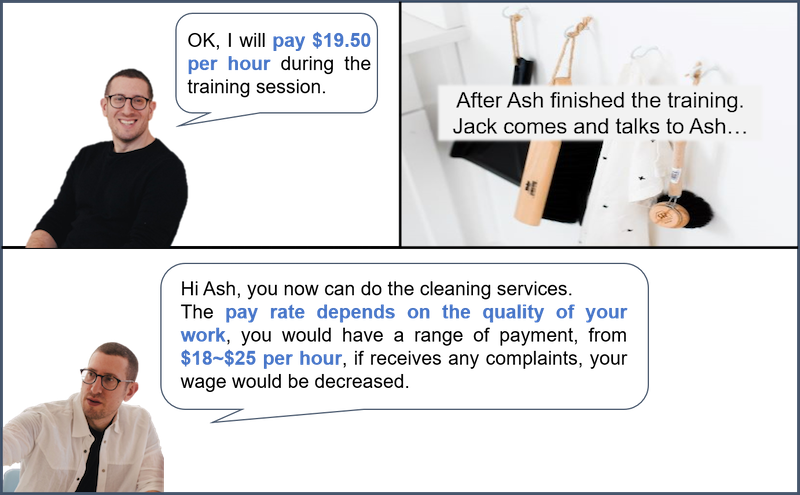 OK, I will pay $19.50
per hour during the
training session.
After Ash finished the training.
Jack comes and talks to Ash…
Hi Ash, you now can do the cleaning services.
The pay rate depends on the quality of your
work, you would have a range of payment, from
$18~$25 per hour, if receives any complaints, your
wage would be decreased.